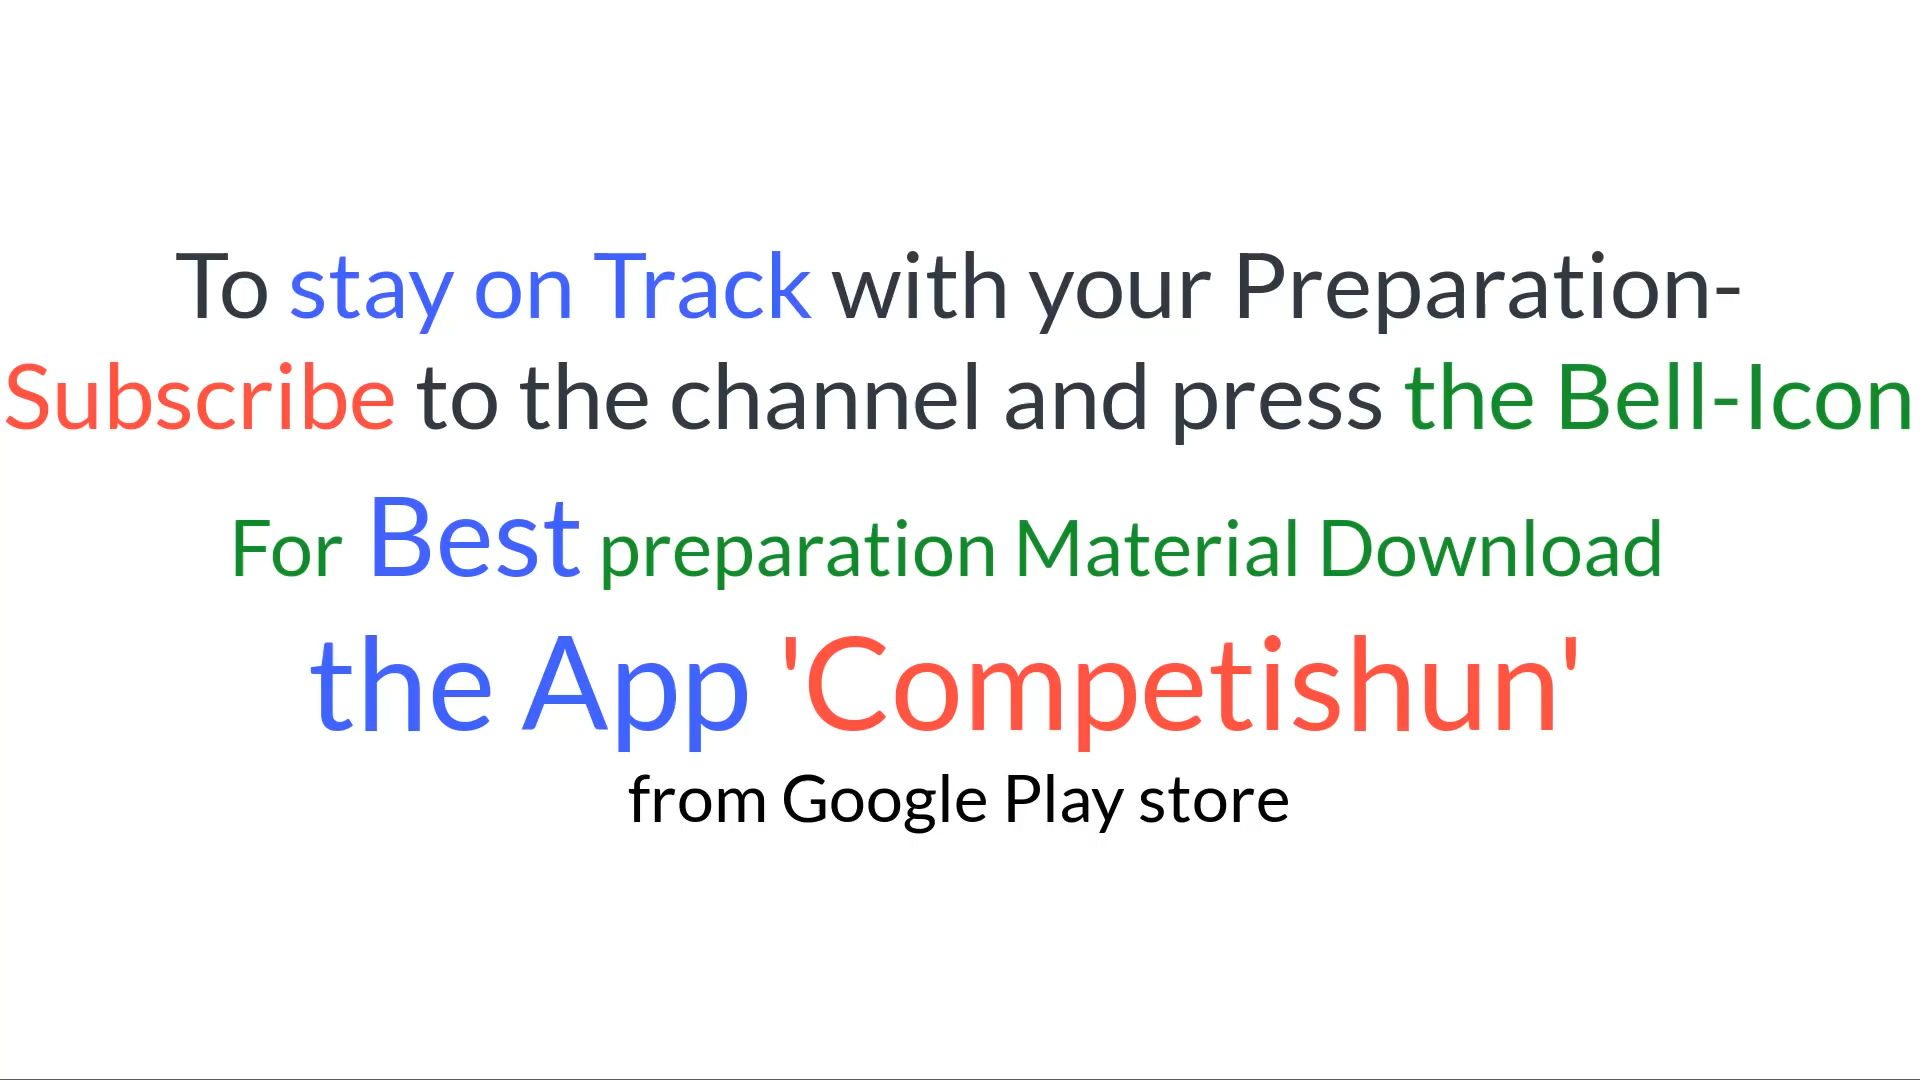 To stay on Track with your Preparation-
Subscribe to the channel and press the Bell-Icon
For Best preparation Material Download
the App 'Competishun'
from Google Play store